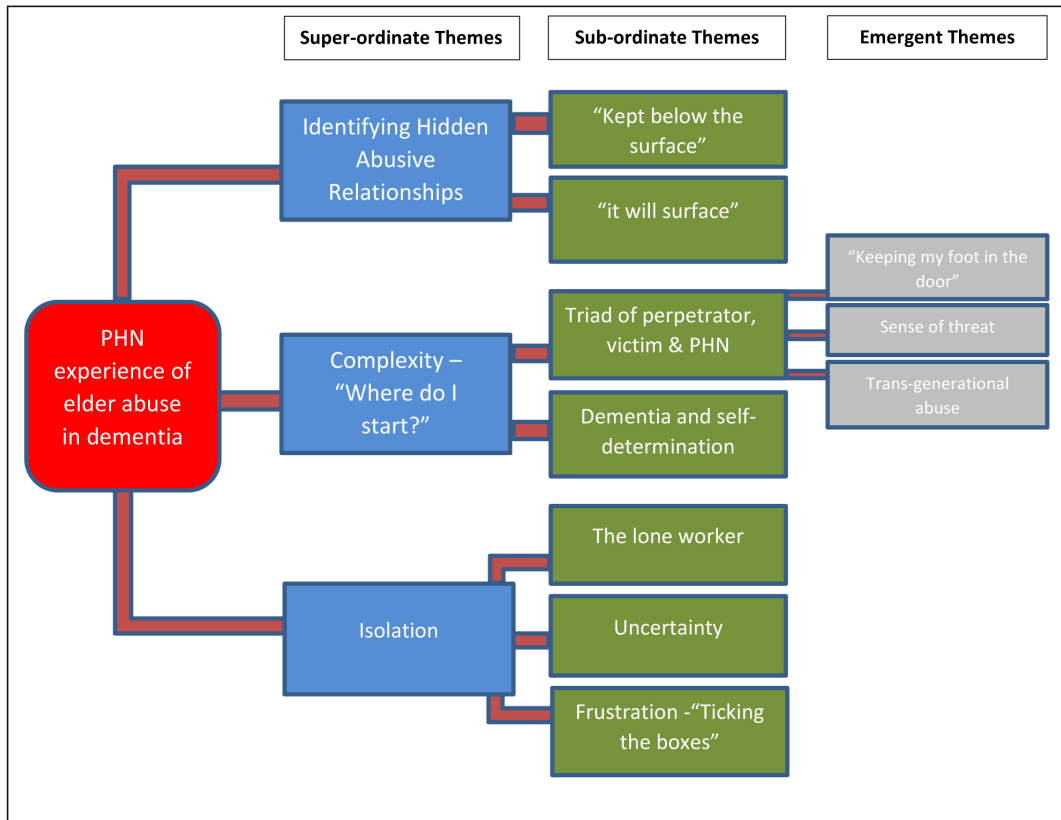 Super-ordinate Themes
Sub-ordinate Themes
Emergent Themes
PHN
experience of
elder abuse
in dementia
Identifying Hidden
Abusive
Relationships
“Kept below the
surface”
“it will surface”
Complexity –
“Where do I
start?”
Triad of perpetrator,
victim & PHN
“Keeping my foot in the
door”
Sense of threat
Trans-generational
abuse
Dementia and self-
determination
Isolation
The lone worker
Uncertainty
Frustration -“Ticking
the boxes”